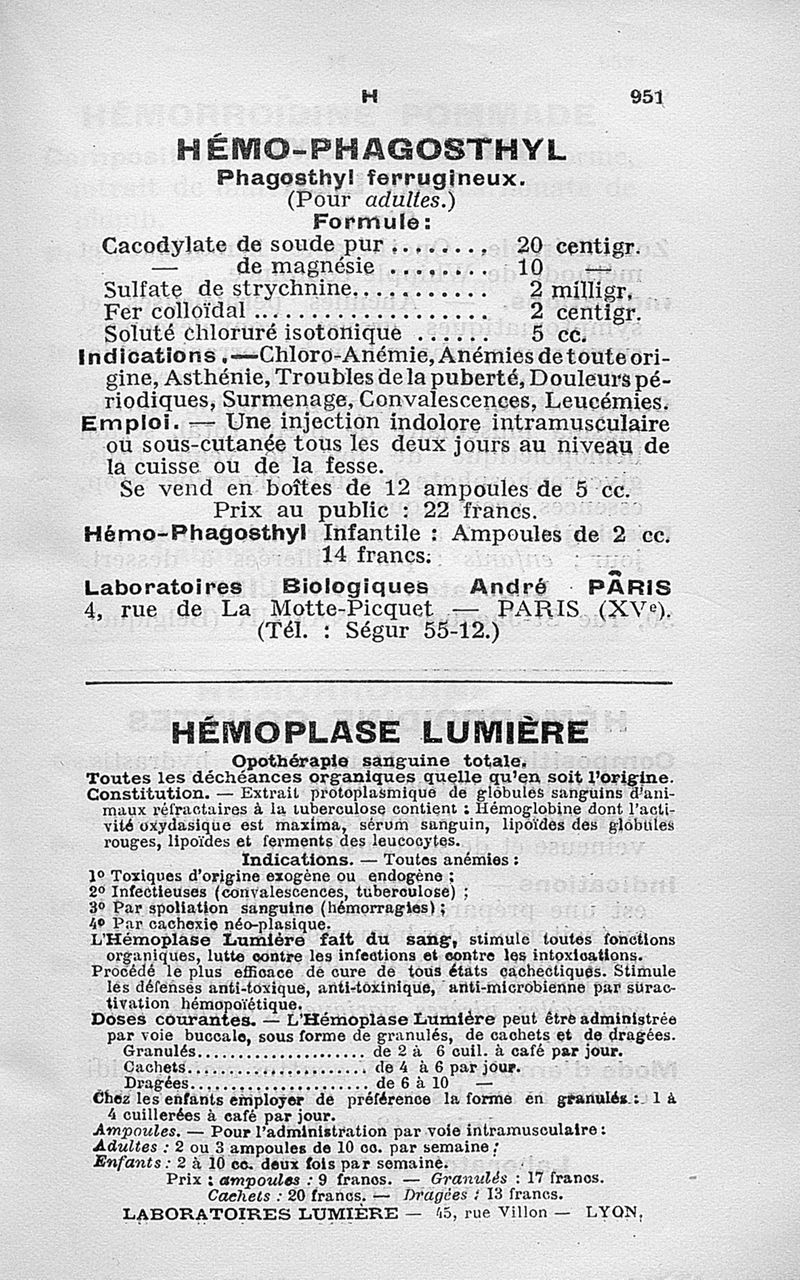 H 951
HÉMO-PHAGOSTHYL
Phagosthyl ferrugineux.
(Pour adultes.)
Formule:
Cacodylate de soude pur ........ 20 centigr.
— de magnésie ........ 10 —
Sulfate de strychnine........... 2 milligr.
Fer colloïdal ................... 2 centigr.
Soluté chloruré isotonique ...... 5 cc.
Indications.—Chloro-Anémie, Anémies de toute ori-
gine, Asthénie, Troubles de la puberté, Douleurs pé-
riodiques, Surmenage, Convalescences, Leucémies.
Emploi. — Une injection indolore intramusculaire
ou sous-cutanée tous les deux jours au niveau de
la cuisse ou de la fesse.
Se vend en boîtes de 12 ampoules de 5 cc.
Prix au public : 22 francs.
Hémo-Phagosthyl Infantile : Ampoules de 2 cc.
14 francs.
Laboratoires Biologiques André PÂRIS
4, rue de La Motte-Picquet — PARIS (XVe).
(Tél. : Ségur 55-12.)
HÉMOPLASE LUMIÈRE
Opothérapie sanguine totale.
Toutes les déchéances organiques quelle qu'en soit l'origine.
Constitution. — Extrait protoplasmique de globules sanguins d'ani-
maux réfractaires à la tuberculose contient : Hémoglobine dont l'acti-
vité oxydasique est maxima, sérum sanguin, lipoïdes des globules
rouges, lipoïdes et ferments des leucocytes.
Indications. — Toutes anémies :
1º Toxiques d'origine exogène ou endogène ;
2º Infectieuses (convalescences, tuberculose) ;
3º Par spoliation sanguine (hémorragies) ;
4º Par cachexie néo-plasique.
L'Hémoplase Lumière fait du sang, stimule toutes fonctions
organiques, lutte contre les infections et contre les intoxications.
Procédé le plus efficace de cure de tous états cachectiques. Stimule
les défenses anti-toxique, anti-toxinique, anti-microbienne par surac-
tivation hémopoïétique.
Doses courantes. — L'Hémoplase Lumière peut être administrée
par voie buccale, sous forme de granulés, de cachets et de dragées.
Granulés..................... de 2 à 6 cuil. à café par jour.
Cachets...................... de 4 à 6 par jour.
Dragées...................... de 6 à 10 —
Chez les enfants employer de préférence la forme en granulés : 1 à
4 cuillerées à café par jour.
Ampoules. — Pour l'administration par voie intramusculaire :
Adultes : 2 ou 3 ampoules de 10 cc. par semaine ;
Enfants : 2 à 10 cc. deux fois par semaine.
Prix : ampoules : 9 francs. — Granulés : 17 francs.
Cachets : 20 francs. — Dragées : 13 francs.
LABORATOIRES LUMIÈRE — 45, rue Villon — LYON.